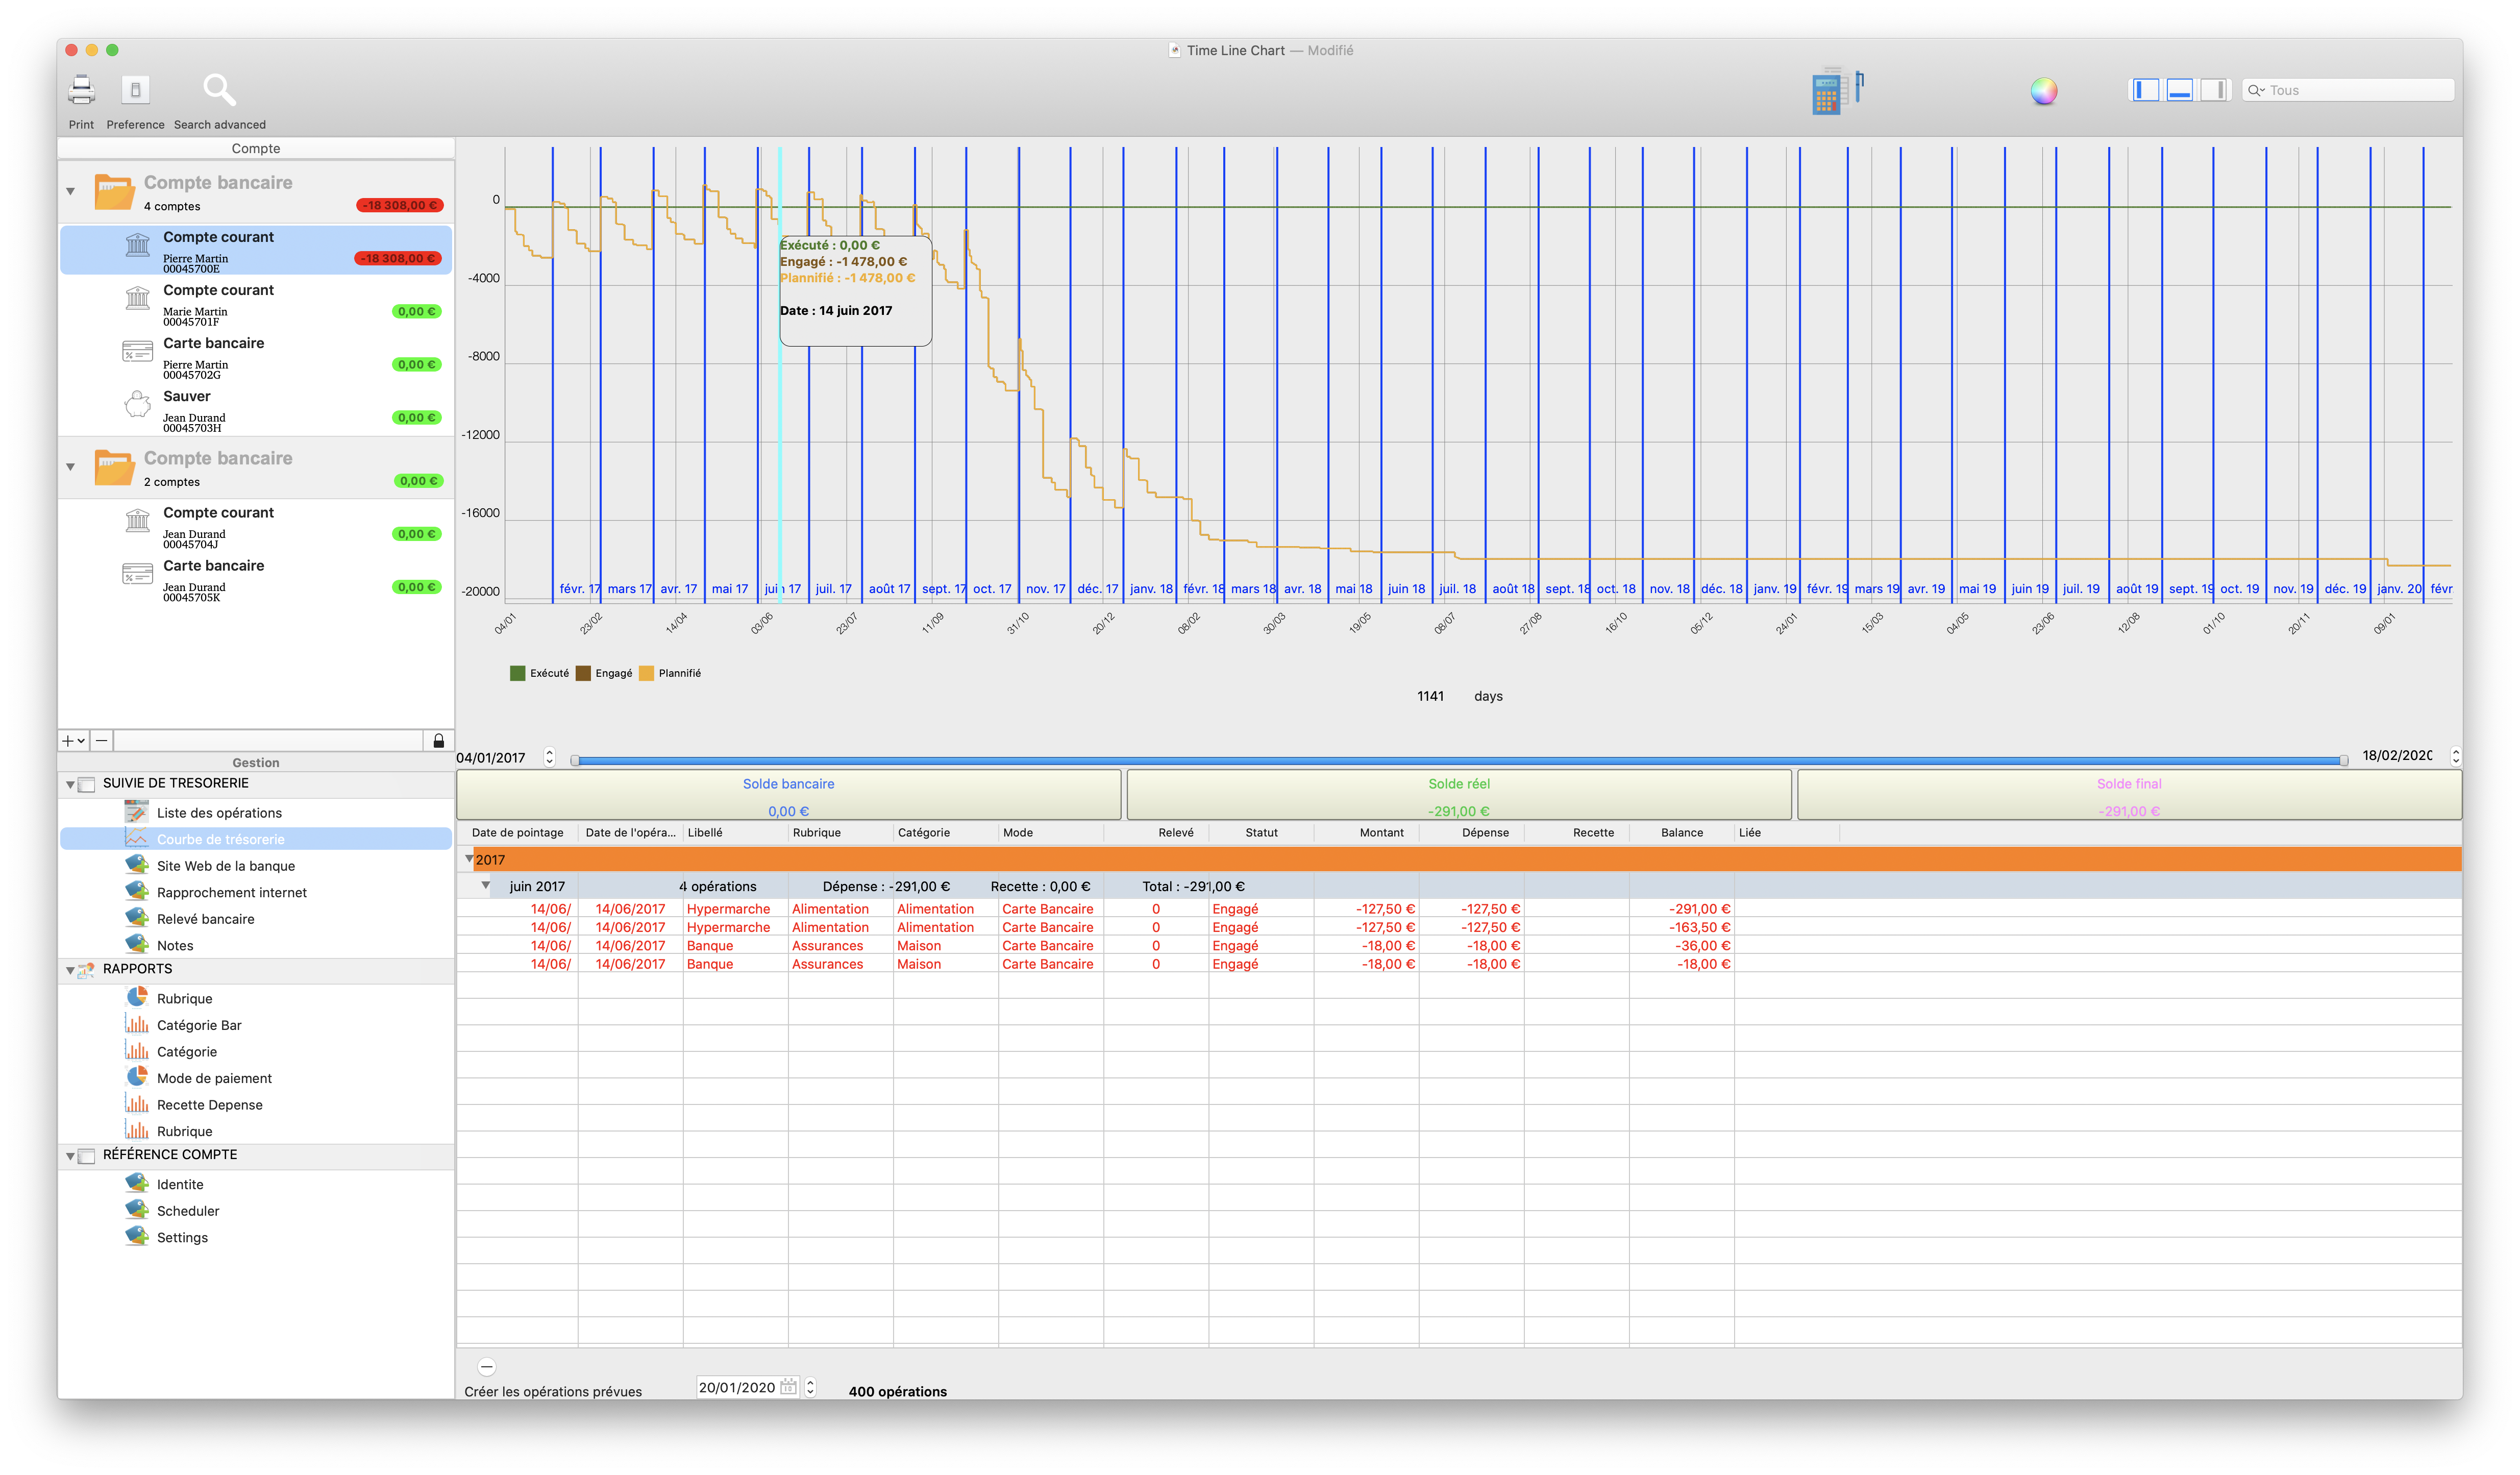 Time Line Chart — Modifié
Print Preference Search advanced
Tous
Compte
Compte bancaire
4 comptes -18 308,00 €
Compte courant
Pierre Martin
00045700E
-18 308,00 €
Compte courant
Marie Martin
00045701F
0,00 €
Carte bancaire
Pierre Martin
00045702G
0,00 €
Sauver
Jean Durand
00045703H
0,00 €
Compte bancaire
2 comptes 0,00 €
Compte courant
Jean Durand
00045704J
0,00 €
Carte bancaire
Jean Durand
00045705K
0,00 €
Gestion
SUIVIE DE TRESORERIE
Liste des opérations
Courbe de trésorerie
Site Web de la banque
Rapprochement internet
Relevé bancaire
Notes
RAPPORTS
Rubrique
Catégorie Bar
Catégorie
Mode de paiement
Recette Depense
Rubrique
RÉFÉRENCE COMPTE
Identite
Scheduler
Settings
0
-4000
-8000
-12000
-16000
-20000
Exécuté : 0,00 €
Engagé : -1 478,00 €
Plannifié : -1 478,00 €
Date : 14 juin 2017
févr. 17 mars 17 avr. 17 mai 17 juin 17 juil. 17 août 17 sept. 17 oct. 17 nov. 17 déc. 17 janv. 18 févr. 18 mars 18 avr. 18 mai 18 juin 18 juil. 18 août 18 sept. 18 oct. 18 nov. 18 déc. 18 janv. 19 févr. 19 mars 19 avr. 19 mai 19 juin 19 juil. 19 août 19 sept. 19 oct. 19 nov. 19 déc. 19 janv. 20 févr
04/01 23/02 14/04 03/06 23/07 11/09 31/10 20/12 08/02 30/03 19/05 08/07 27/08 16/10 05/12 24/01 15/03 04/05 23/06 12/08 01/10 20/11 09/01
Exécuté Engagé Plannifié
1141 days
04/01/2017 18/02/2020
Solde bancaire
0,00 €
Solde réel
-291,00 €
Solde final
-291,00 €
Date de pointage Date de l'opéra... Libellé Rubrique Catégorie Mode Relevé Statut Montant Dépense Recette Balance Liée
2017
juin 2017 4 opérations Dépense : -291,00 € Recette : 0,00 € Total : -291,00 €
14/06/ 14/06/2017 Hypermarche Alimentation Alimentation Carte Bancaire 0 Engagé -127,50 € -127,50 € -291,00 €
14/06/ 14/06/2017 Hypermarche Alimentation Alimentation Carte Bancaire 0 Engagé -127,50 € -127,50 € -163,50 €
14/06/ 14/06/2017 Banque Assurances Maison Carte Bancaire 0 Engagé -18,00 € -18,00 € -36,00 €
14/06/ 14/06/2017 Banque Assurances Maison Carte Bancaire 0 Engagé -18,00 € -18,00 € -18,00 €
Créer les opérations prévues 20/01/2020 400 opérations